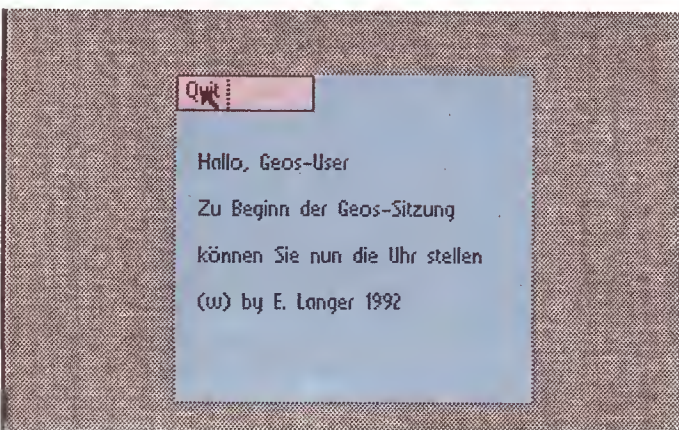 Quit
Hallo, Geos-User
Zu Beginn der Geos-Sitzung
können Sie nun die Uhr stellen
(w) by E. Langer 1992